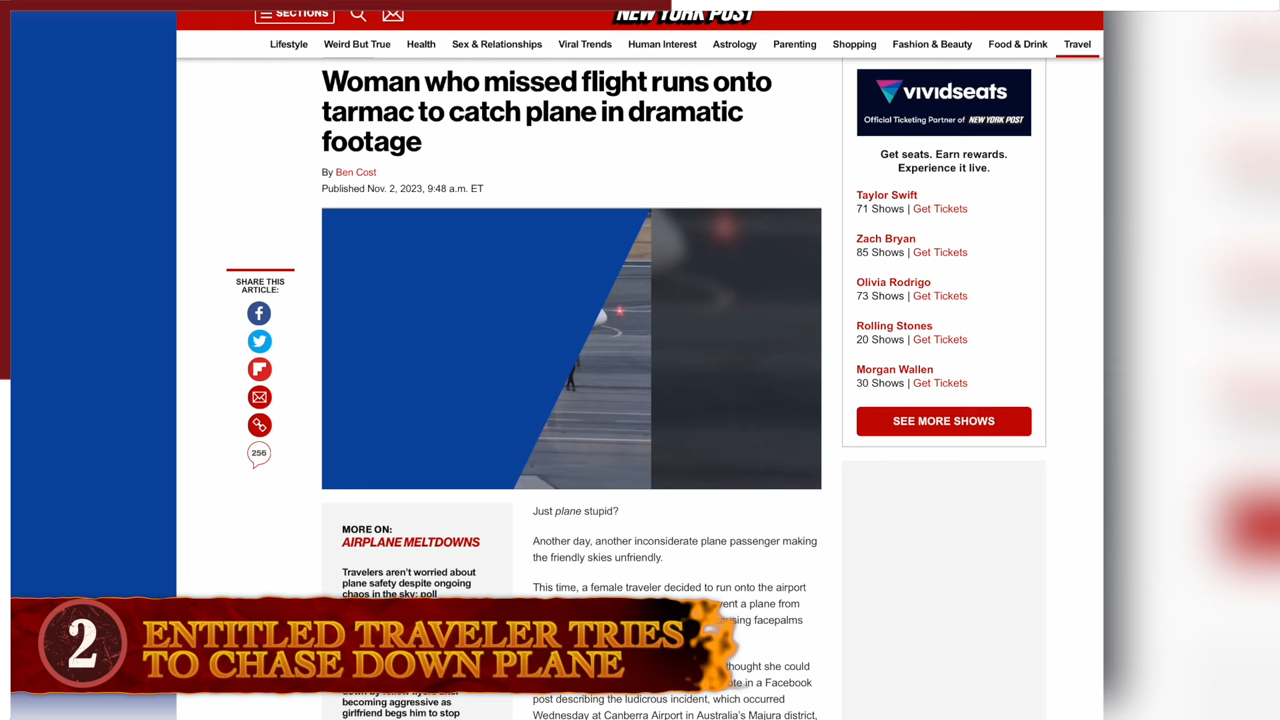 SECTIONS
NEW YORK POST
Lifestyle Weird But True Health Sex & Relationships Viral Trends Human Interest Astrology Parenting Shopping Fashion & Beauty Food & Drink Travel
Woman who missed flight runs onto
tarmac to catch plane in dramatic
footage
By Ben Cost
Published Nov. 2, 2023, 9:48 a.m. ET
SHARE THIS
ARTICLE:
256
vividseats
Official Ticketing Partner of NEW YORK POST
Get seats. Earn rewards.
Experience it live.
Taylor Swift
71 Shows | Get Tickets
Zach Bryan
85 Shows | Get Tickets
Olivia Rodrigo
73 Shows | Get Tickets
Rolling Stones
20 Shows | Get Tickets
Morgan Wallen
30 Shows | Get Tickets
SEE MORE SHOWS
MORE ON:
AIRPLANE MELTDOWNS
Travelers aren't worried about
plane safety despite ongoing
chaos in the sky: poll
becoming aggressive as
girlfriend begs him to stop
Just plane stupid?
Another day, another inconsiderate plane passenger making
the friendly skies unfriendly.
This time, a female traveler decided to run onto the airport
a plane from
facepalms
thought she could
in a Facebook
post describing the ludicrous incident, which occurred
Wednesday at Canberra Airport in Australia's Majura district,
2
ENTITLED TRAVELER TRIES
TO CHASE DOWN PLANE